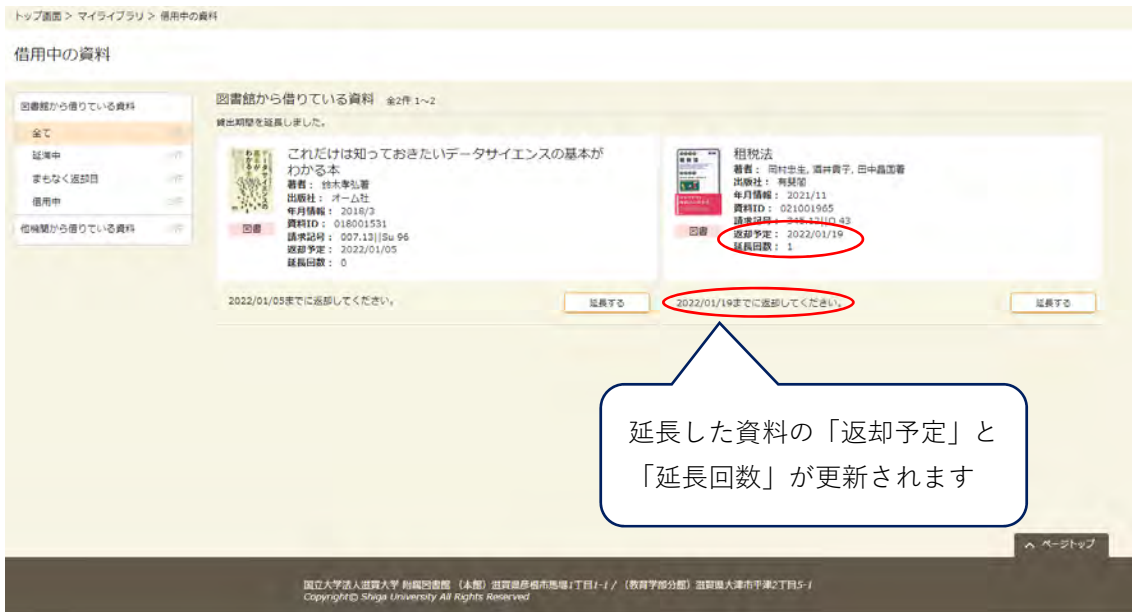 トップ画面 > マイライブラリ > 借用中の資料
借用中の資料
図書館から借りている資料
全て
延滞中
まもなく返却日
借用中
他機関から借りている資料
図書館から借りている資料 全2件 1～2
貸出期間を延長しました。
これだけは知っておきたいデータサイエンスの基本が
わかる本
著者： 鈴木孝弘著
出版社： オーム社
年月情報： 2018/3
資料ID： 018001531
請求記号： 007.13||Su 96
返却予定： 2022/01/05
延長回数： 0
図書
2022/01/05までに返却してください。
延長する
租税法
著者： 岡村忠生, 酒井貴子, 田中晶国著
出版社： 有斐閣
年月情報： 2021/11
資料ID： 021001965
請求記号： 345.12||O 43
返却予定： 2022/01/19
延長回数： 1
図書
2022/01/19までに返却してください。
延長する
延長した資料の「返却予定」と
「延長回数」が更新されます
ページトップ
国立大学法人滋賀大学 附属図書館 （本館）滋賀県彦根市馬場1丁目1-1 / （教育学部分館）滋賀県大津市平津2丁目5-1
Copyright© Shiga University All Rights Reserved